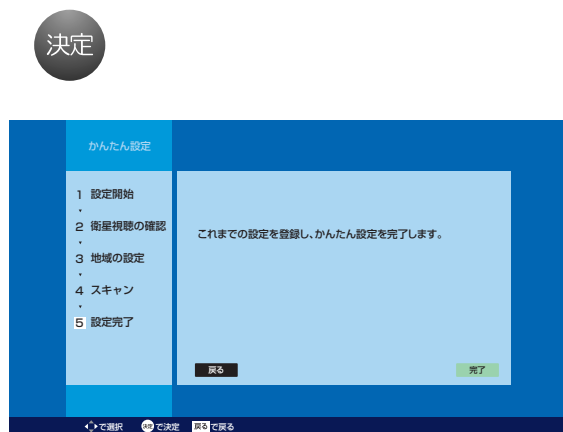 決定
かんたん設定
1 設定開始
2 衛星視聴の確認
3 地域の設定
4 スキャン
5 設定完了
これまでの設定を登録し、かんたん設定を完了します。
戻る 完了
で選択 決定 で決定 戻る で戻る